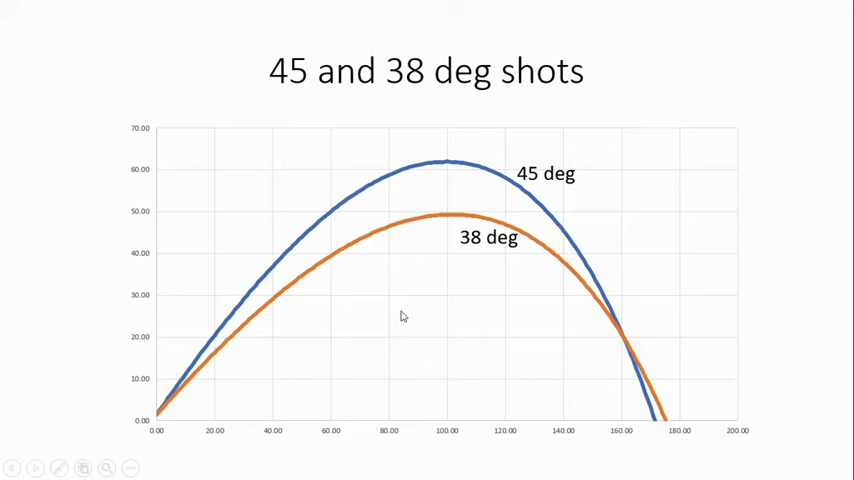 45 and 38 deg shots
70.00
60.00
45 deg
50.00
38 deg
40.00
30.00
20.00
10.00
0.00
0.00 20.00 40.00 60.00 80.00 100.00 120.00 140.00 160.00 180.00 200.00